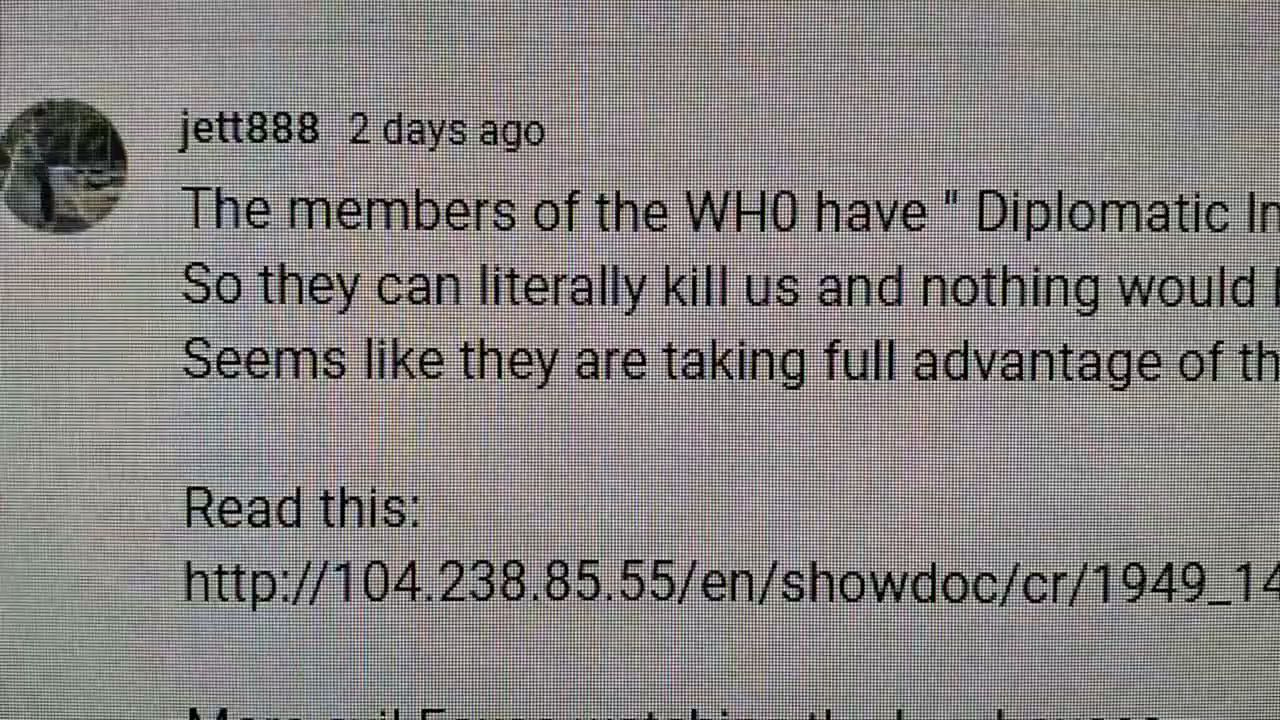 jett888 2 days ago
The members of the WH0 have " Diplomatic
So they can literally kill us and nothing would
Seems like they are taking full advantage of
Read this:
http://104.238.85.55/en/showdoc/cr/1949_14